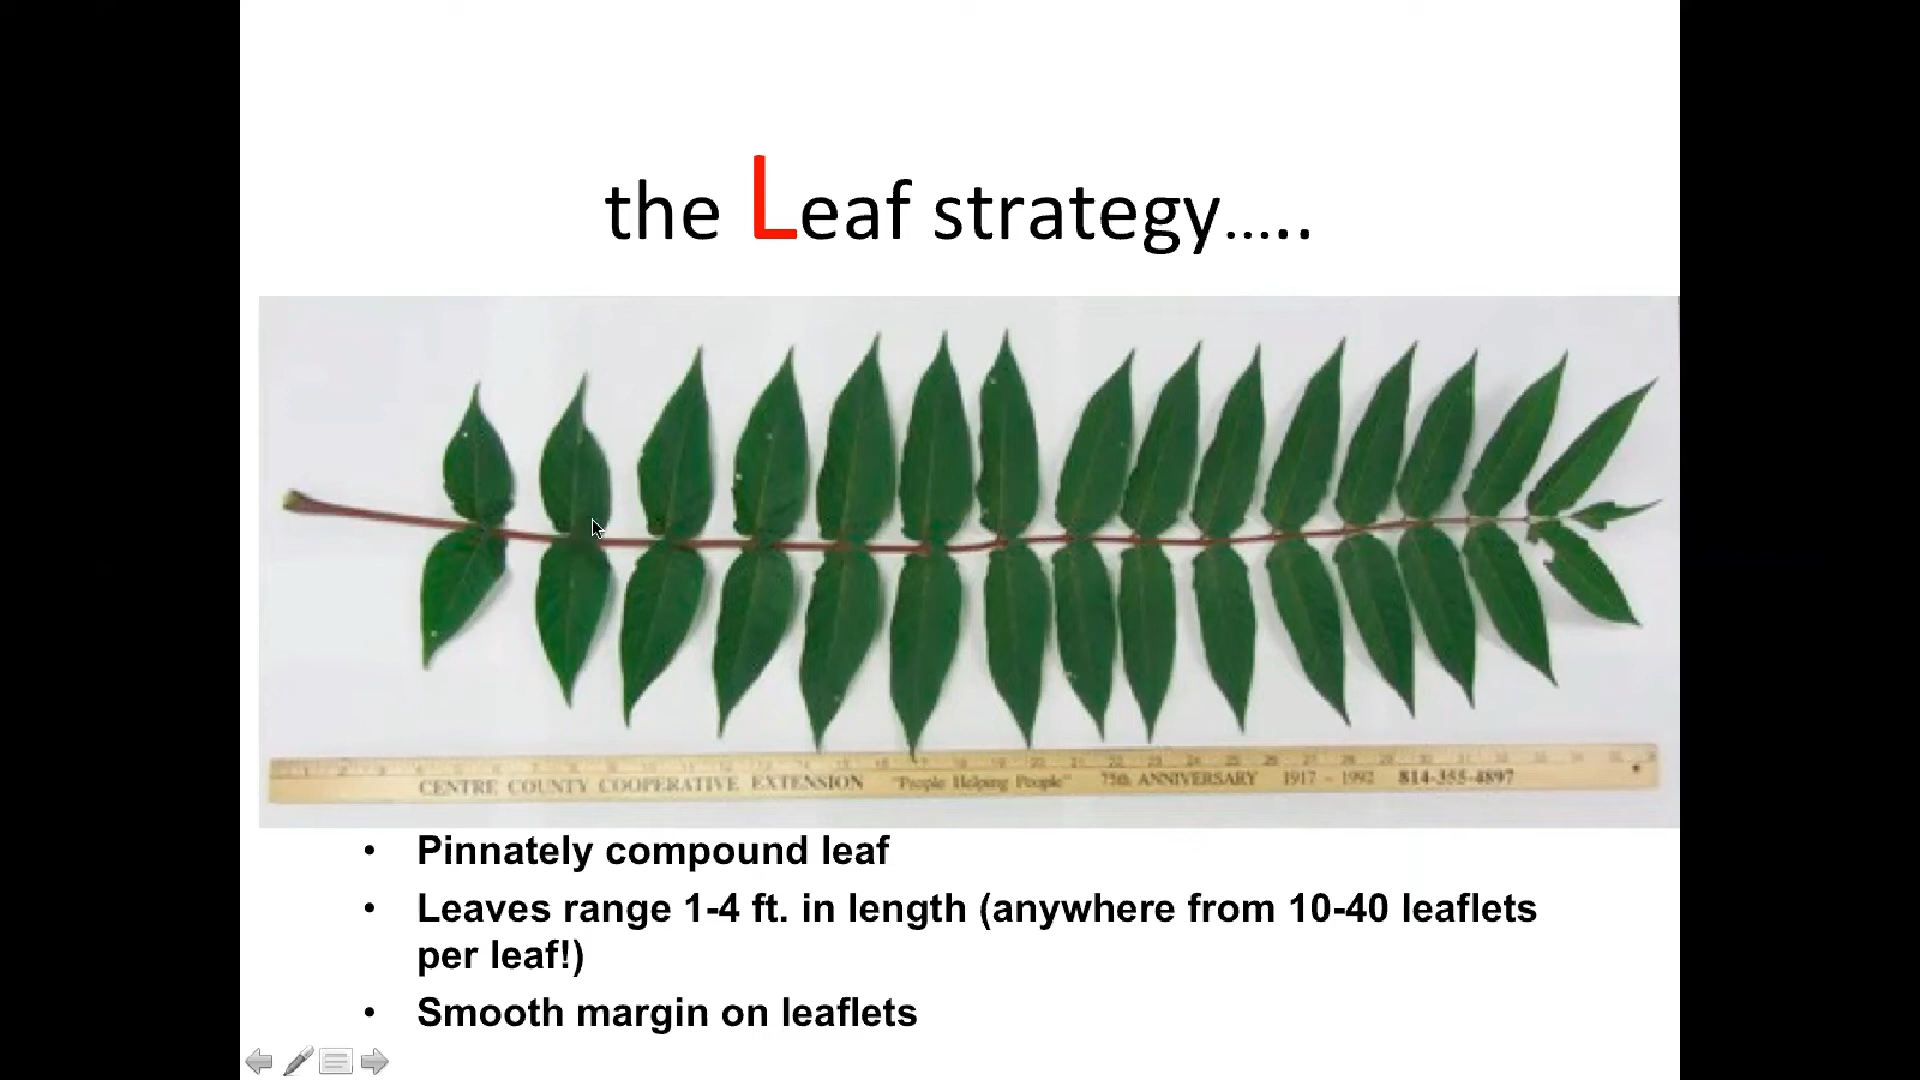 the Leaf strategy…..
CENTRE COUNTY COOPERATIVE EXTENSION "People Helping People" 75th ANNIVERSARY 1917 - 1992 814-355-4897
• Pinnately compound leaf
• Leaves range 1-4 ft. in length (anywhere from 10-40 leaflets
per leaf!)
• Smooth margin on leaflets